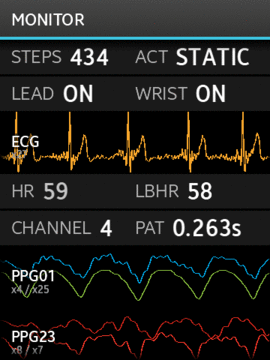 MONITOR
STEPS 434 ACT STATIC
LEAD ON WRIST ON
ECG
HR 59 LBHR 58
CHANNEL 4 PAT 0.263s
PPG01
x4 / x25
PPG23
x8 / x7